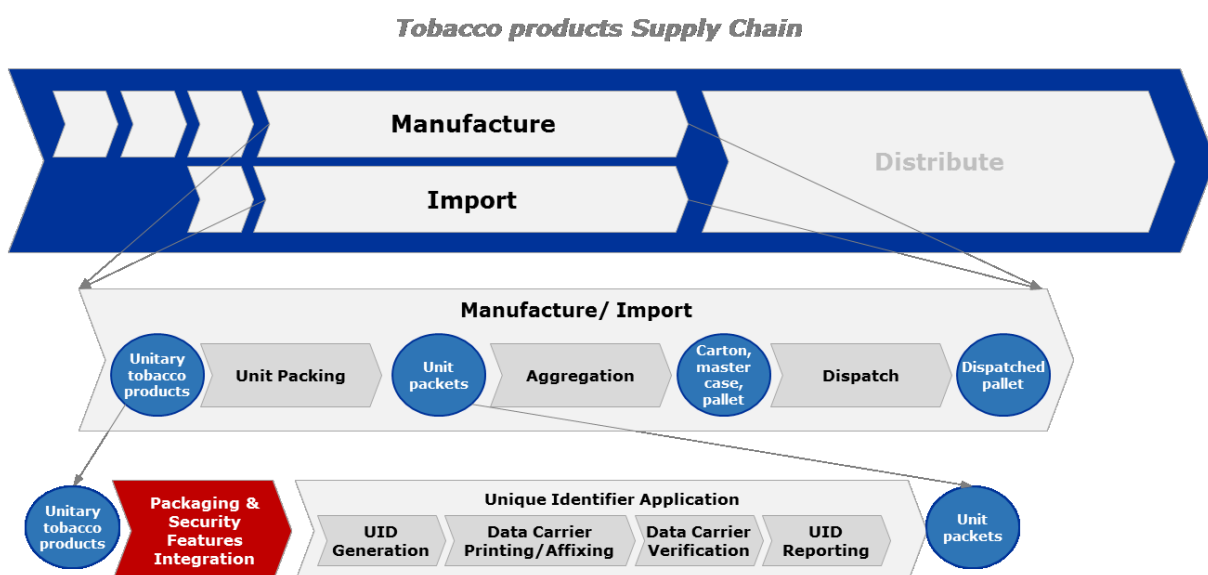 Tobacco products Supply Chain
Manufacture
Distribute
Import
Manufacture/ Import
Unitary
tobacco
products
Unit Packing
Unit
packets
Aggregation
Carton,
master
case,
pallet
Dispatch
Dispatched
pallet
Unitary
tobacco
products
Packaging &
Security
Features
Integration
Unique Identifier Application
UID
Generation
Data Carrier
Printing/Affixing
Data Carrier
Verification
UID
Reporting
Unit
packets